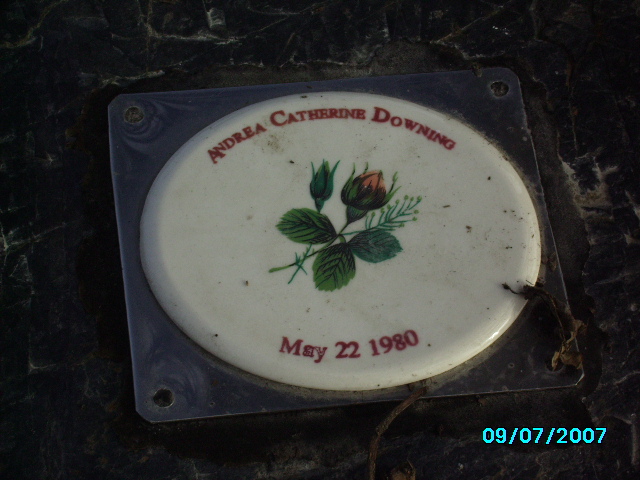 Andrea Catherine Downing
May 22 1980
09/07/2007